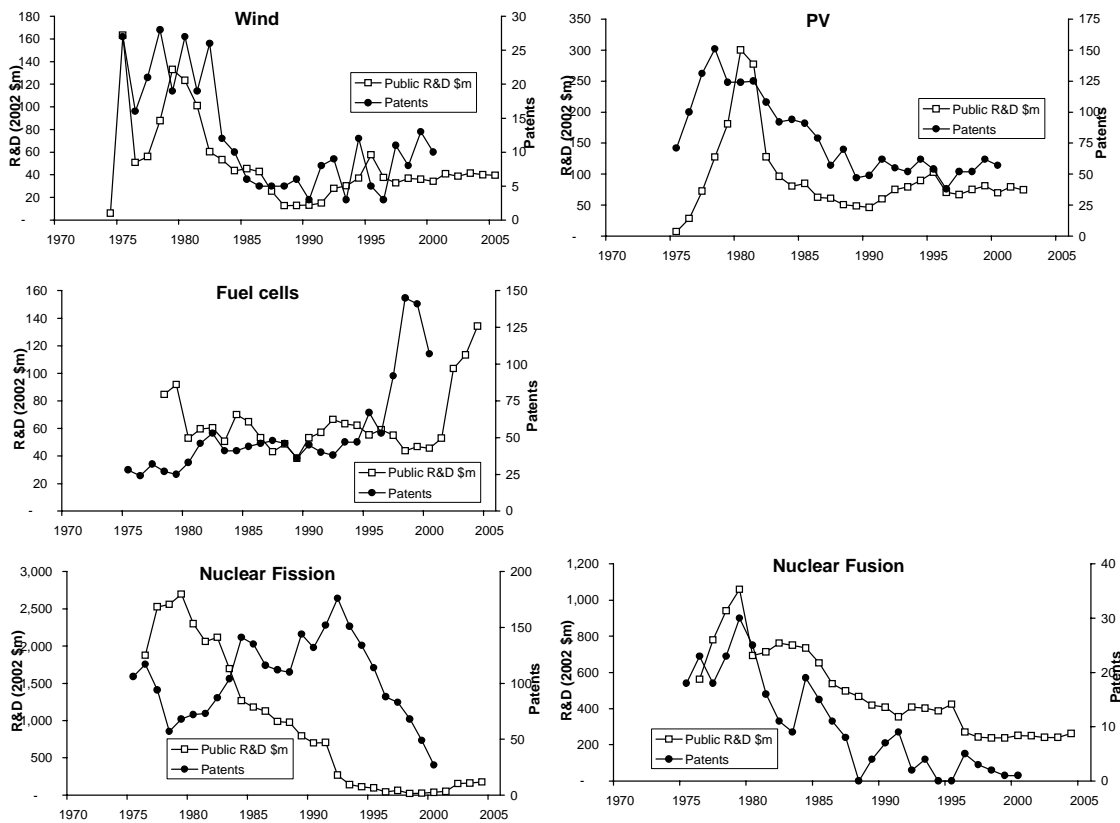 Wind
R&D (2002 $m)
180
160
140
120
100
80
60
40
20
-
Public R&D $m
Patents
30
25
20
15
10
5
0
Patents
1970 1975 1980 1985 1990 1995 2000 2005
PV
R&D (2002 $m)
350
300
250
200
150
100
50
-
Public R&D $m
Patents
175
150
125
100
75
50
25
0
Patents
1970 1975 1980 1985 1990 1995 2000 2005
Fuel cells
R&D (2002 $m)
160
140
120
100
80
60
40
20
-
Public R&D $m
Patents
150
125
100
75
50
25
0
Patents
1970 1975 1980 1985 1990 1995 2000 2005
Nuclear Fission
R&D (2002 $m)
3,000
2,500
2,000
1,500
1,000
500
-
Public R&D $m
Patents
200
150
100
50
0
Patents
1970 1975 1980 1985 1990 1995 2000 2005
Nuclear Fusion
R&D (2002 $m)
1,200
1,000
800
600
400
200
-
Public R&D $m
Patents
40
30
20
10
0
Patents
1970 1975 1980 1985 1990 1995 2000 2005